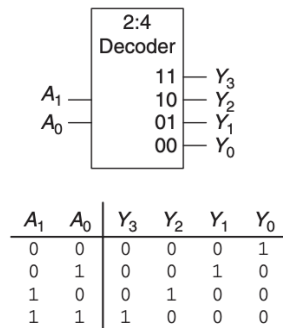 2:4
Decoder
11 Y3
A1 10 Y2
A0 01 Y1
00 Y0
A1 A0 Y3 Y2 Y1 Y0
0 0 0 0 0 1
0 1 0 0 1 0
1 0 0 1 0 0
1 1 1 0 0 0